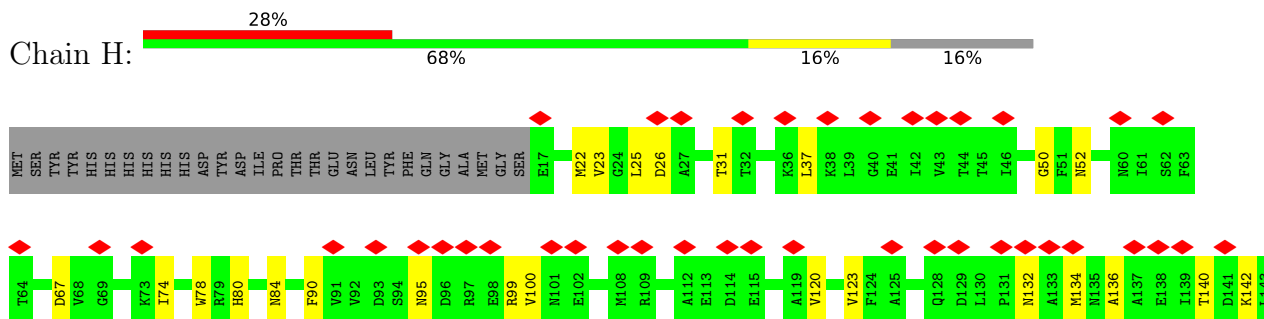 28%
Chain H:
68% 16% 16%
MET SER TYR TYR HIS HIS HIS HIS HIS HIS ASP TYR ASP ILE PRO THR THR GLU ASN LEU TYR PHE GLN GLY ALA MET GLY SER E17 M22 V23 G24 L25 D26 A27 T31 T32 K36 L37 K38 L39 G40 E41 I42 V43 T44 T45 I46 G50 F51 N52 N60 I61 S62 F63
T64 D67 V68 G69 K73 I74 W78 R79 H80 N84 F90 V91 V92 D93 S94 N95 D96 R97 E98 R99 V100 N101 E102 M108 R109 A112 E113 D114 E115 A119 V120 V123 F124 A125 Q128 D129 L130 P131 N132 A133 M134 N135 A136 A137 E138 I139 T140 D141 K142